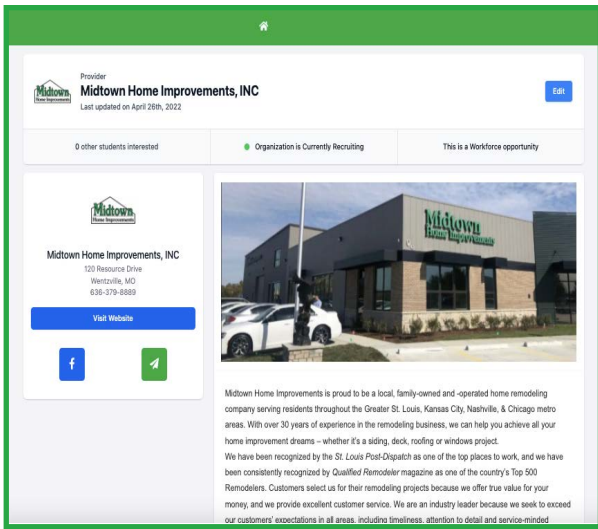 Provider
Midtown Home Improvements, INC
Last updated on April 26th, 2022
Midtown
Home Improvements
Edit
0 other students interested
Organization is Currently Recruiting
This is a Workforce opportunity
Midtown
Home Improvements
Midtown Home Improvements, INC
120 Resource Drive
Wentzville, MO
636-379-8889
Visit Website
Midtown
Home Improvements
Midtown Home Improvements is proud to be a local, family-owned and -operated home remodeling
company serving residents throughout the Greater St. Louis, Kansas City, Nashville, & Chicago metro
areas. With over 30 years of experience in the remodeling business, we can help you achieve all your
home improvement dreams – whether it's a siding, deck, roofing or windows project.
We have been recognized by the St. Louis Post-Dispatch as one of the top places to work, and we have
been consistently recognized by Qualified Remodeler magazine as one of the country's Top 500
Remodelers. Customers select us for their remodeling projects because we offer true value for your
money, and we provide excellent customer service. We are an industry leader because we seek to exceed
our customers' expectations in all areas, including timeliness, attention to detail and service-minded